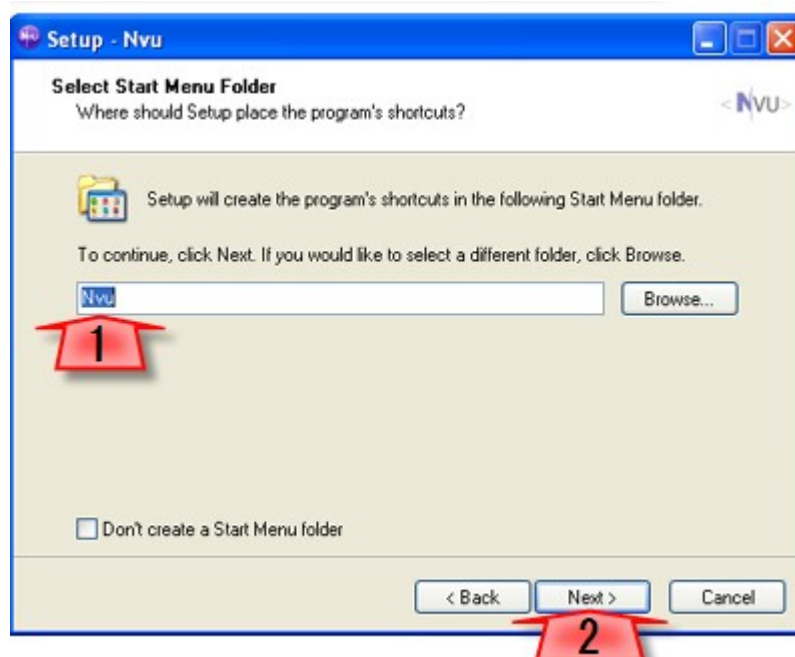 Setup - Nvu
Select Start Menu Folder
Where should Setup place the program's shortcuts?
<NVU>
Setup will create the program's shortcuts in the following Start Menu folder.
To continue, click Next. If you would like to select a different folder, click Browse.
Nvu
Browse...
1
Don't create a Start Menu folder
< Back Next > Cancel
2